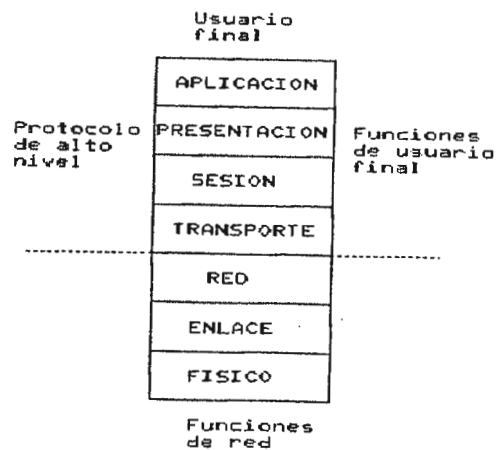 Usuario
final
APLICACION
Protocolo
de alto
nivel
PRESENTACION
Funciones
de usuario
final
SESION
TRANSPORTE
RED
ENLACE
FISICO
Funciones
de red